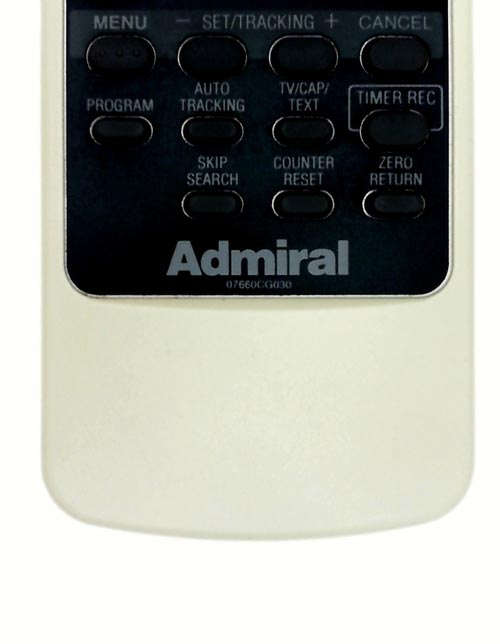 MENU − SET/TRACKING + CANCEL
PROGRAM AUTO TRACKING TV/CAP/ TEXT TIMER REC
SKIP SEARCH COUNTER RESET ZERO RETURN
Admiral
07660CG030